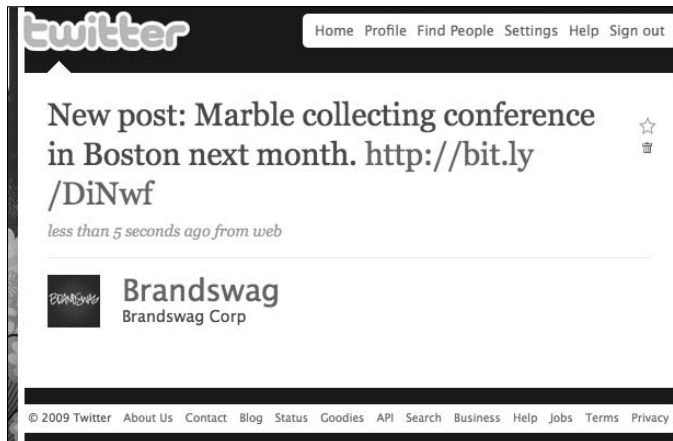 twitter
Home Profile Find People Settings Help Sign out
New post: Marble collecting conference
in Boston next month. http://bit.ly
/DiNwf
less than 5 seconds ago from web
BRANDSWAG
Brandswag
Brandswag Corp
© 2009 Twitter About Us Contact Blog Status Goodies API Search Business Help Jobs Terms Privacy